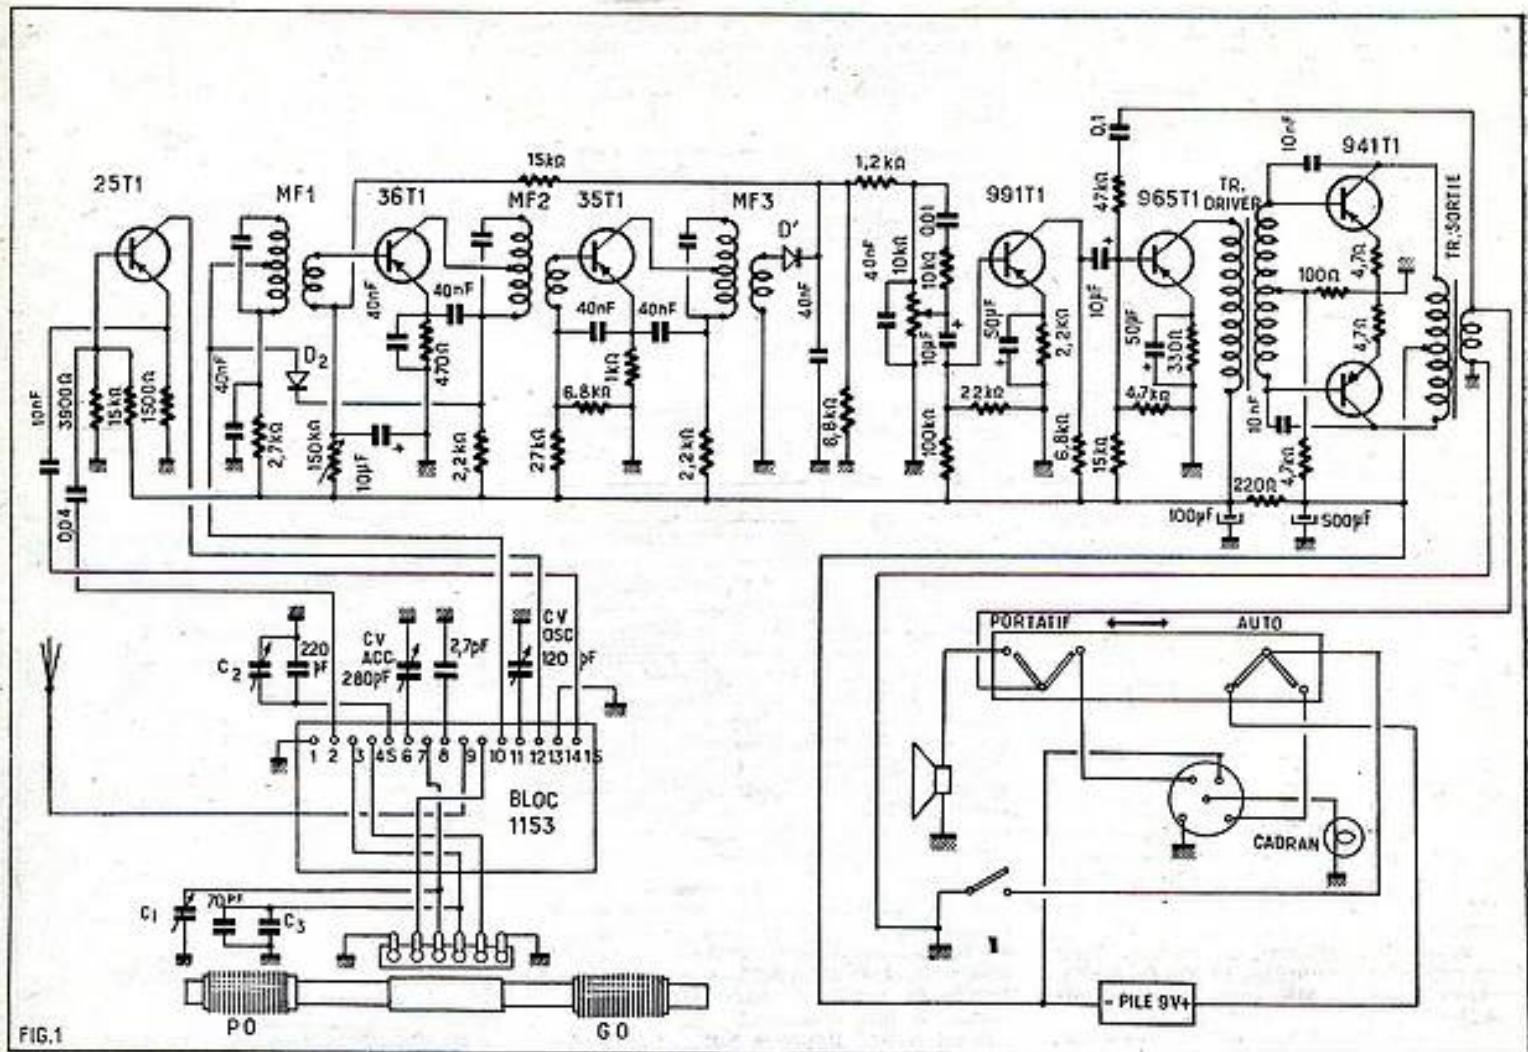 25T1
MF1
15kΩ
36T1
MF2
35T1
MF3
D'
1,2kΩ
991T1
0,1
47kΩ
965T1
TR.
DRIVER
10nF
941T1
TR.SORTIE
40nF
10kΩ
0,01
10kΩ
10µF
50µF
2,2kΩ
10µF
50µF
330Ω
100Ω
4,7Ω
4,7Ω
40nF
40nF
470Ω
40nF
40nF
1kΩ
40nF
10nF
3900Ω
15kΩ
1500Ω
40nF
D2
2,7kΩ
150kΩ
10µF
2,2kΩ
6.8kΩ
27kΩ
2,2kΩ
6,8kΩ
100kΩ
22kΩ
6.8kΩ
15kΩ
4,7kΩ
10nF
4,7kΩ
220Ω
100µF
500µF
0,04
C2
220
pF
CV
ACC
280pF
2,7pF
CV
OSC
120 pF
1 2 3 4 5 6 7 8 9 10 11 12 13 14 15
BLOC
1153
PORTATIF
AUTO
CADRAN
C1
70 PF
C3
1
- PILE 9V+
PO
GO
FIG.1